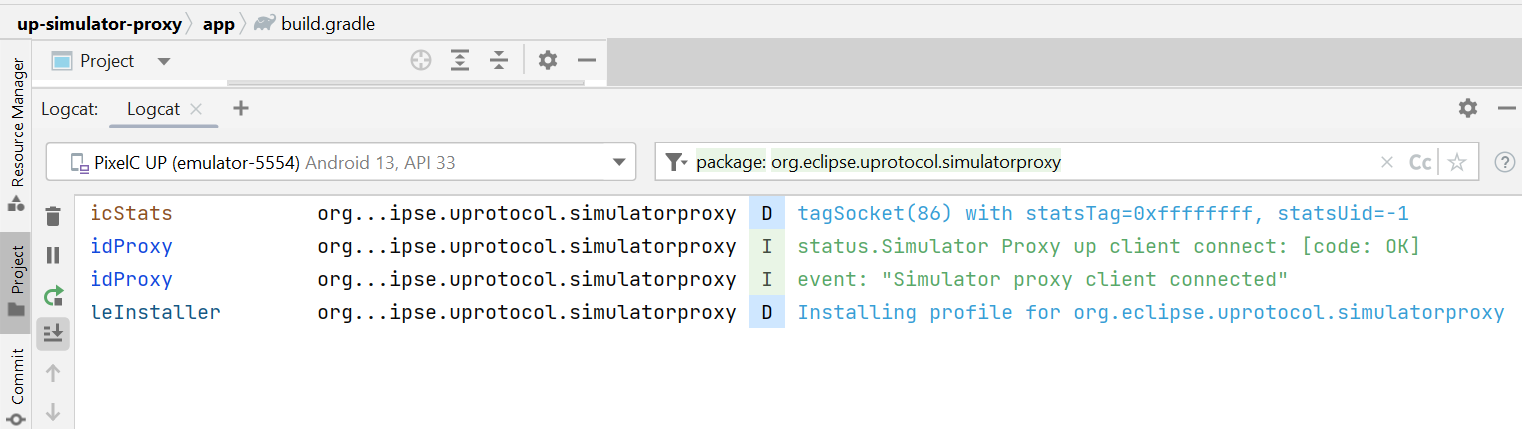 up-simulator-proxy app build.gradle
Resource Manager
Project
Commit
Project
Logcat: Logcat
PixelC UP (emulator-5554) Android 13, API 33
package: org.eclipse.uprotocol.simulatorproxy
Cc
?
icStats org...ipse.uprotocol.simulatorproxy D tagSocket(86) with statsTag=0xffffffff, statsUid=-1
idProxy org...ipse.uprotocol.simulatorproxy I status.Simulator Proxy up client connect: [code: OK]
idProxy org...ipse.uprotocol.simulatorproxy I event: "Simulator proxy client connected"
leInstaller org...ipse.uprotocol.simulatorproxy D Installing profile for org.eclipse.uprotocol.simulatorproxy